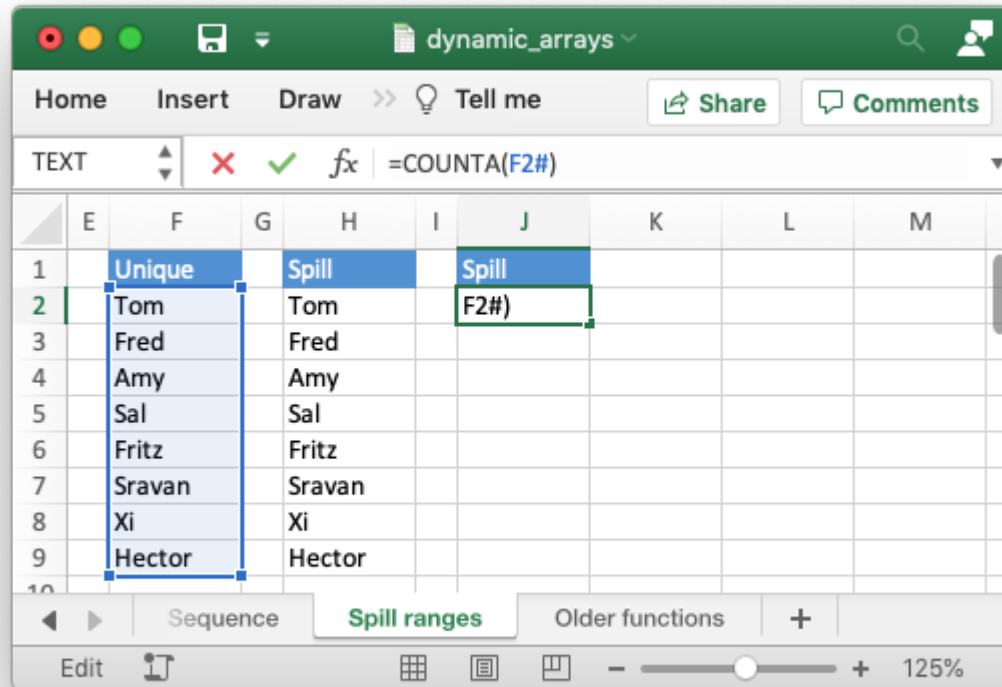 dynamic_arrays
Home Insert Draw >> Tell me Share Comments
TEXT fx =COUNTA(F2#)
E F G H I J K L M
1 Unique Spill Spill
2 Tom Tom F2#)
3 Fred Fred
4 Amy Amy
5 Sal Sal
6 Fritz Fritz
7 Sravan Sravan
8 Xi Xi
9 Hector Hector
10
Sequence Spill ranges Older functions +
Edit - + 125%